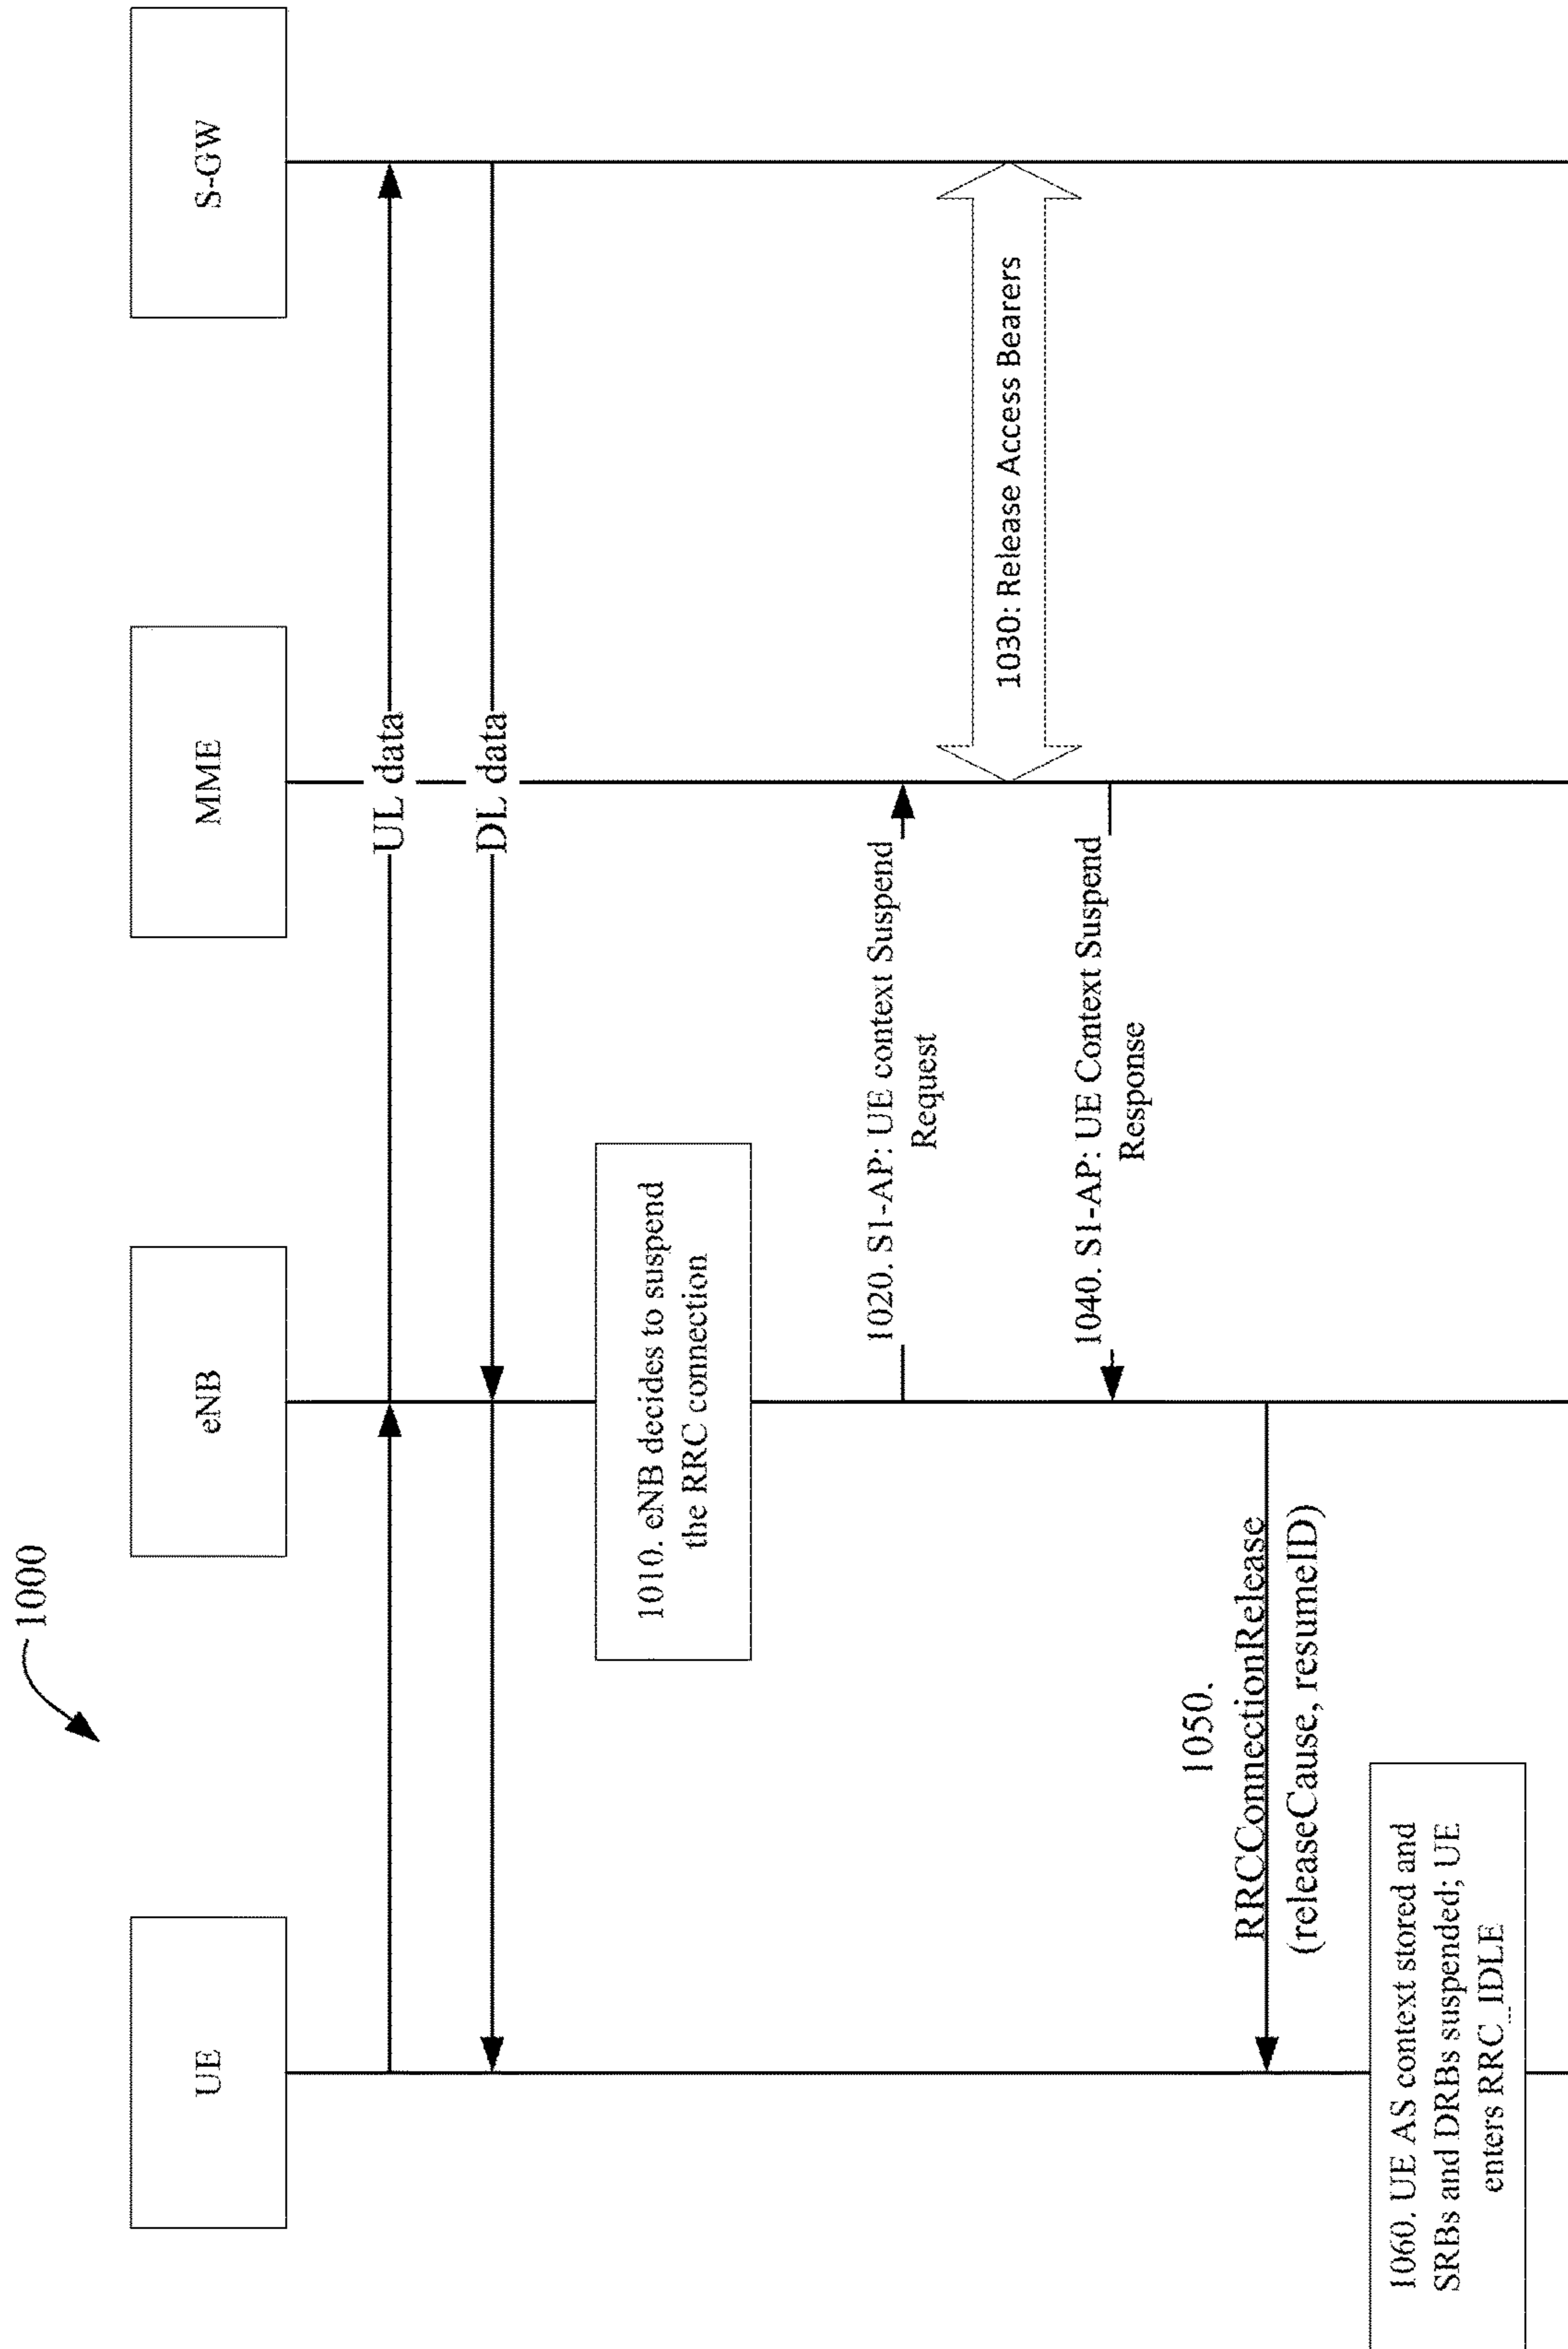 1000
UE
eNB
MME
S-GW
UL data
DL data
1010. eNB decides to suspend
the RRC connection
1020. S1-AP: UE context Suspend
Request
1030: Release Access Bearers
1040. S1-AP: UE Context Suspend
Response
1050.
RRCConnectionRelease
(releaseCause, resumeID)
1060. UE AS context stored and
SRBs and DRBs suspended; UE
enters RRC_IDLE